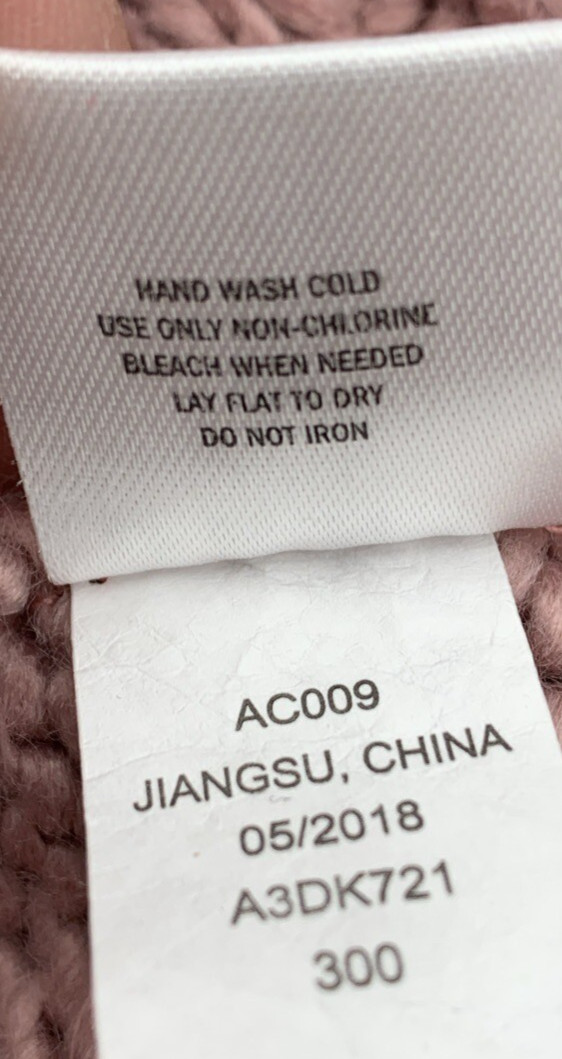 HAND WASH COLD
USE ONLY NON-CHLORINE
BLEACH WHEN NEEDED
LAY FLAT TO DRY
DO NOT IRON
AC009
JIANGSU, CHINA
05/2018
A3DK721
300